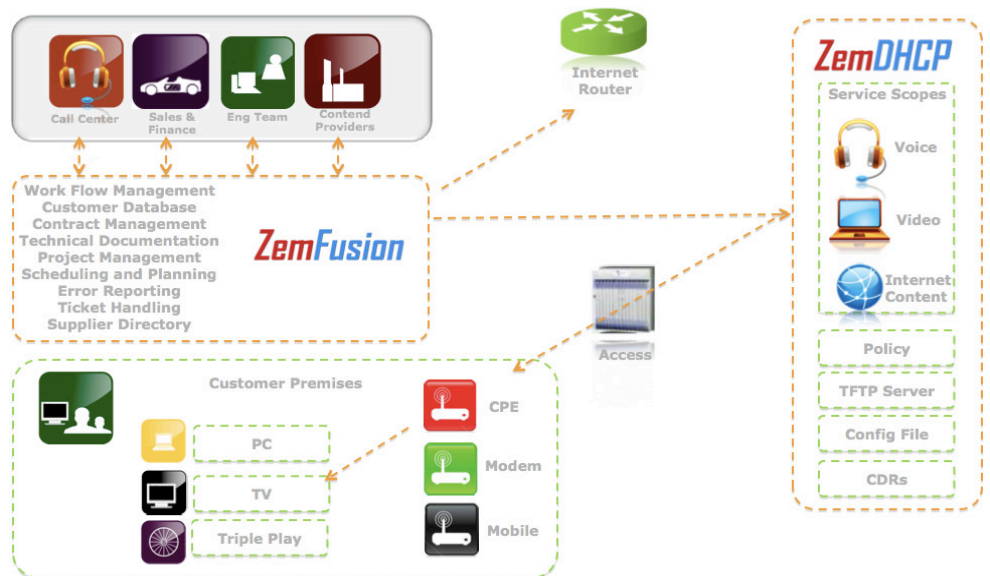 Call Center
Sales &
Finance
Eng Team
Contend
Providers
Internet
Router
ZemDHCP
Service Scopes
Voice
Video
Internet
Content
Policy
TFTP Server
Config File
CDRs
Work Flow Management
Customer Database
Contract Management
Technical Documentation
Project Management
Scheduling and Planning
Error Reporting
Ticket Handling
Supplier Directory
ZemFusion
Access
Customer Premises
PC
TV
Triple Play
CPE
Modem
Mobile